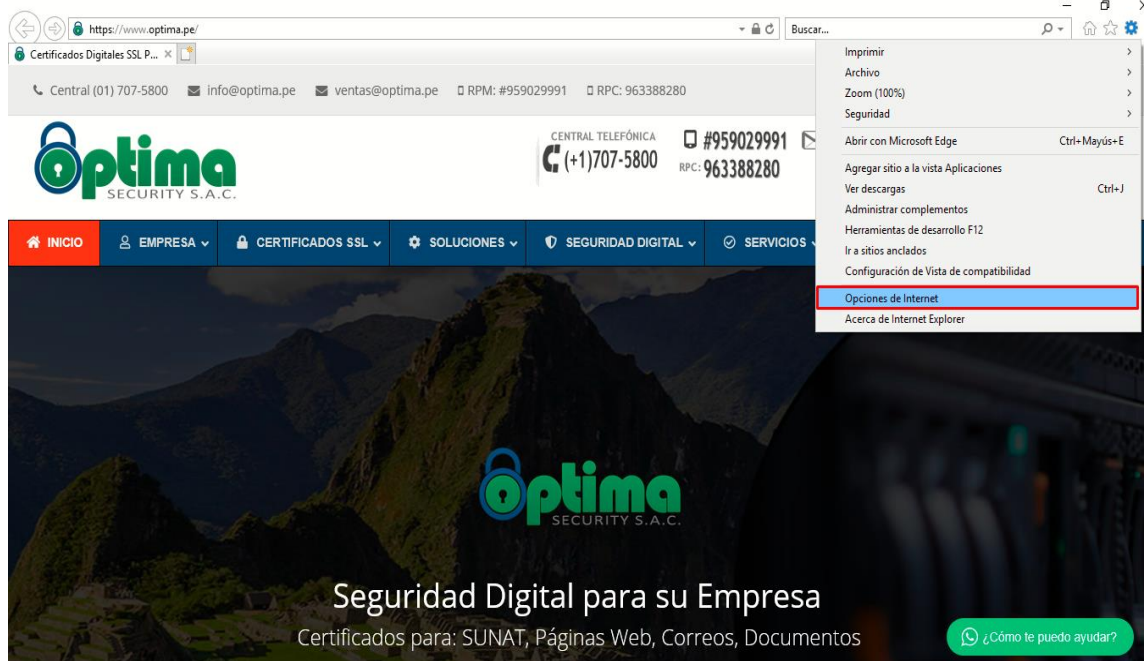 https://www.optima.pe/
Buscar...
Certificados Digitales SSL P...
Central (01) 707-5800 info@optima.pe ventas@optima.pe RPM: #959029991 RPC: 963388280
Optima
SECURITY S.A.C.
CENTRAL TELEFÓNICA
(+1)707-5800
#959029991
RPC: 963388280
INICIO EMPRESA CERTIFICADOS SSL SOLUCIONES SEGURIDAD DIGITAL SERVICIOS
Imprimir
Archivo
Zoom (100%)
Seguridad
Abrir con Microsoft Edge Ctrl+Mayús+E
Agregar sitio a la vista Aplicaciones
Ver descargas Ctrl+J
Administrar complementos
Herramientas de desarrollo F12
Ir a sitios anclados
Configuración de Vista de compatibilidad
Opciones de Internet
Acerca de Internet Explorer
Optima
SECURITY S.A.C.
Seguridad Digital para su Empresa
Certificados para: SUNAT, Páginas Web, Correos, Documentos
¿Cómo te puedo ayudar?